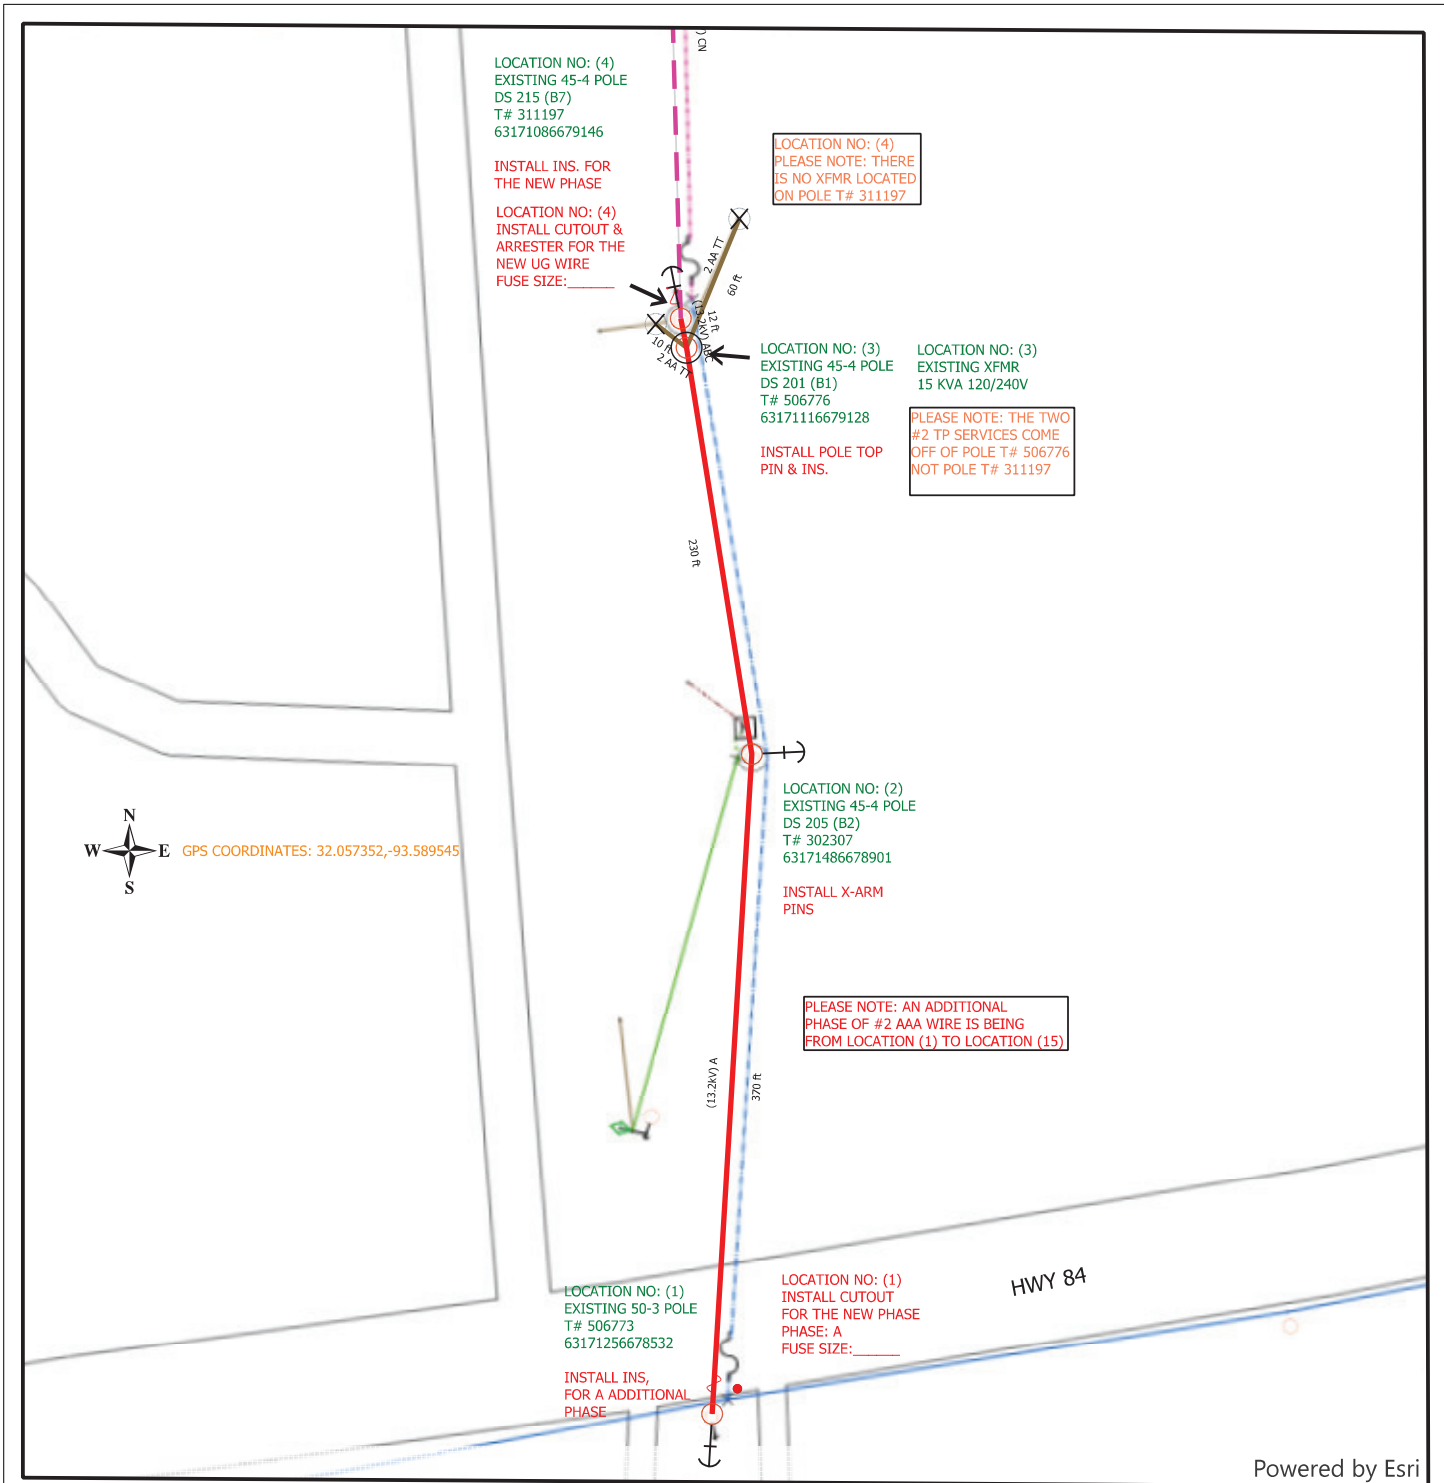 ) CN
LOCATION NO: (4)
EXISTING 45-4 POLE
DS 215 (B7)
T# 311197
63171086679146
INSTALL INS. FOR
THE NEW PHASE
LOCATION NO: (4)
INSTALL CUTOUT &
ARRESTER FOR THE
NEW UG WIRE
FUSE SIZE:______
LOCATION NO: (4)
PLEASE NOTE: THERE
IS NO XFMR LOCATED
ON POLE T# 311197
2 AA TT
60 ft
12 ft
(13.2kV) ABC
10 ft
2 AA TT
LOCATION NO: (3)
EXISTING 45-4 POLE
DS 201 (B1)
T# 506776
63171116679128
INSTALL POLE TOP
PIN & INS.
LOCATION NO: (3)
EXISTING XFMR
15 KVA 120/240V
PLEASE NOTE: THE TWO
#2 TP SERVICES COME
OFF OF POLE T# 506776
NOT POLE T# 311197
230 ft
LOCATION NO: (2)
EXISTING 45-4 POLE
DS 205 (B2)
T# 302307
63171486678901
INSTALL X-ARM
PINS
N
W E
S
GPS COORDINATES: 32.057352,-93.589545
PLEASE NOTE: AN ADDITIONAL
PHASE OF #2 AAA WIRE IS BEING
FROM LOCATION (1) TO LOCATION (15)
(13.2kV) A
370 ft
HWY 84
LOCATION NO: (1)
EXISTING 50-3 POLE
T# 506773
63171256678532
INSTALL INS,
FOR A ADDITIONAL
PHASE
LOCATION NO: (1)
INSTALL CUTOUT
FOR THE NEW PHASE
PHASE: A
FUSE SIZE:______
Powered by Esri